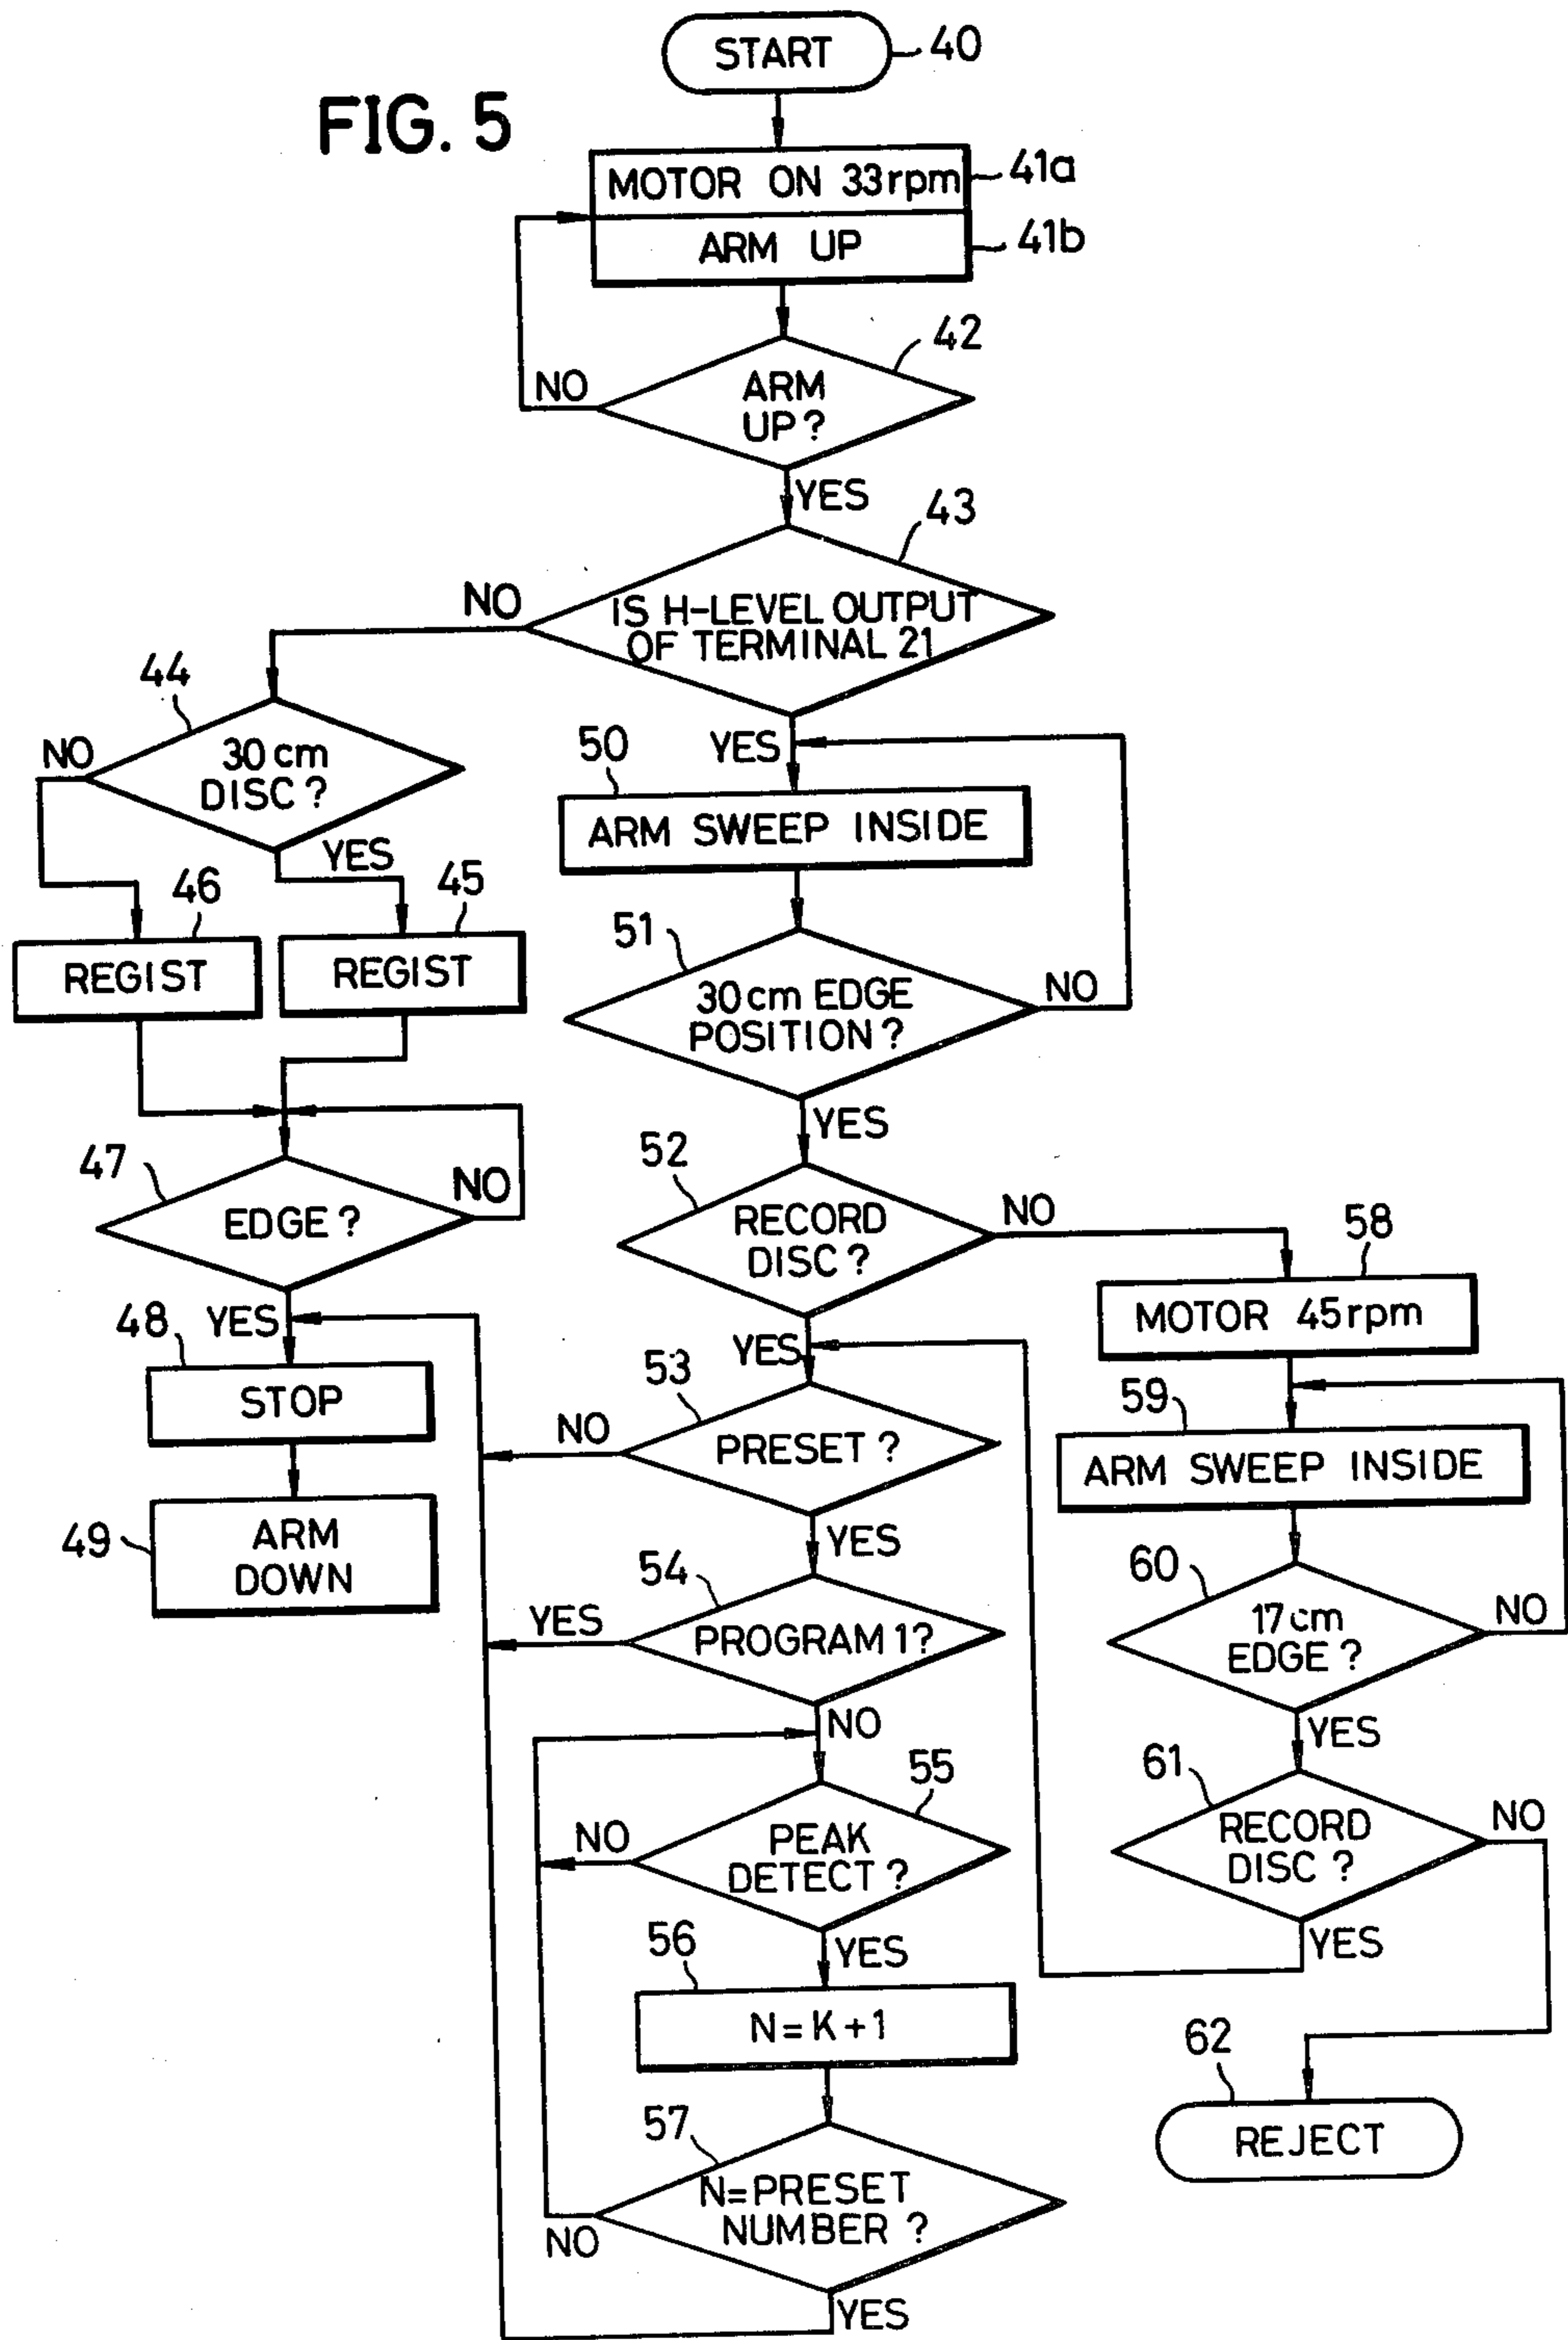 FIG. 5
START
40
MOTOR ON 33rpm
41a
ARM UP
41b
42
ARM
UP?
NO
YES
43
IS H-LEVEL OUTPUT
OF TERMINAL 21
NO
YES
44
30cm
DISC?
NO
YES
46
REGIST
45
REGIST
47
EDGE?
NO
YES
48
STOP
49
ARM
DOWN
50
ARM SWEEP INSIDE
51
30cm EDGE
POSITION?
NO
YES
52
RECORD
DISC?
NO
YES
53
PRESET?
NO
YES
54
PROGRAM 1?
YES
NO
55
PEAK
DETECT?
NO
YES
56
N=K+1
57
N=PRESET
NUMBER?
NO
YES
58
MOTOR 45rpm
59
ARM SWEEP INSIDE
60
17cm
EDGE?
NO
YES
61
RECORD
DISC?
NO
YES
62
REJECT